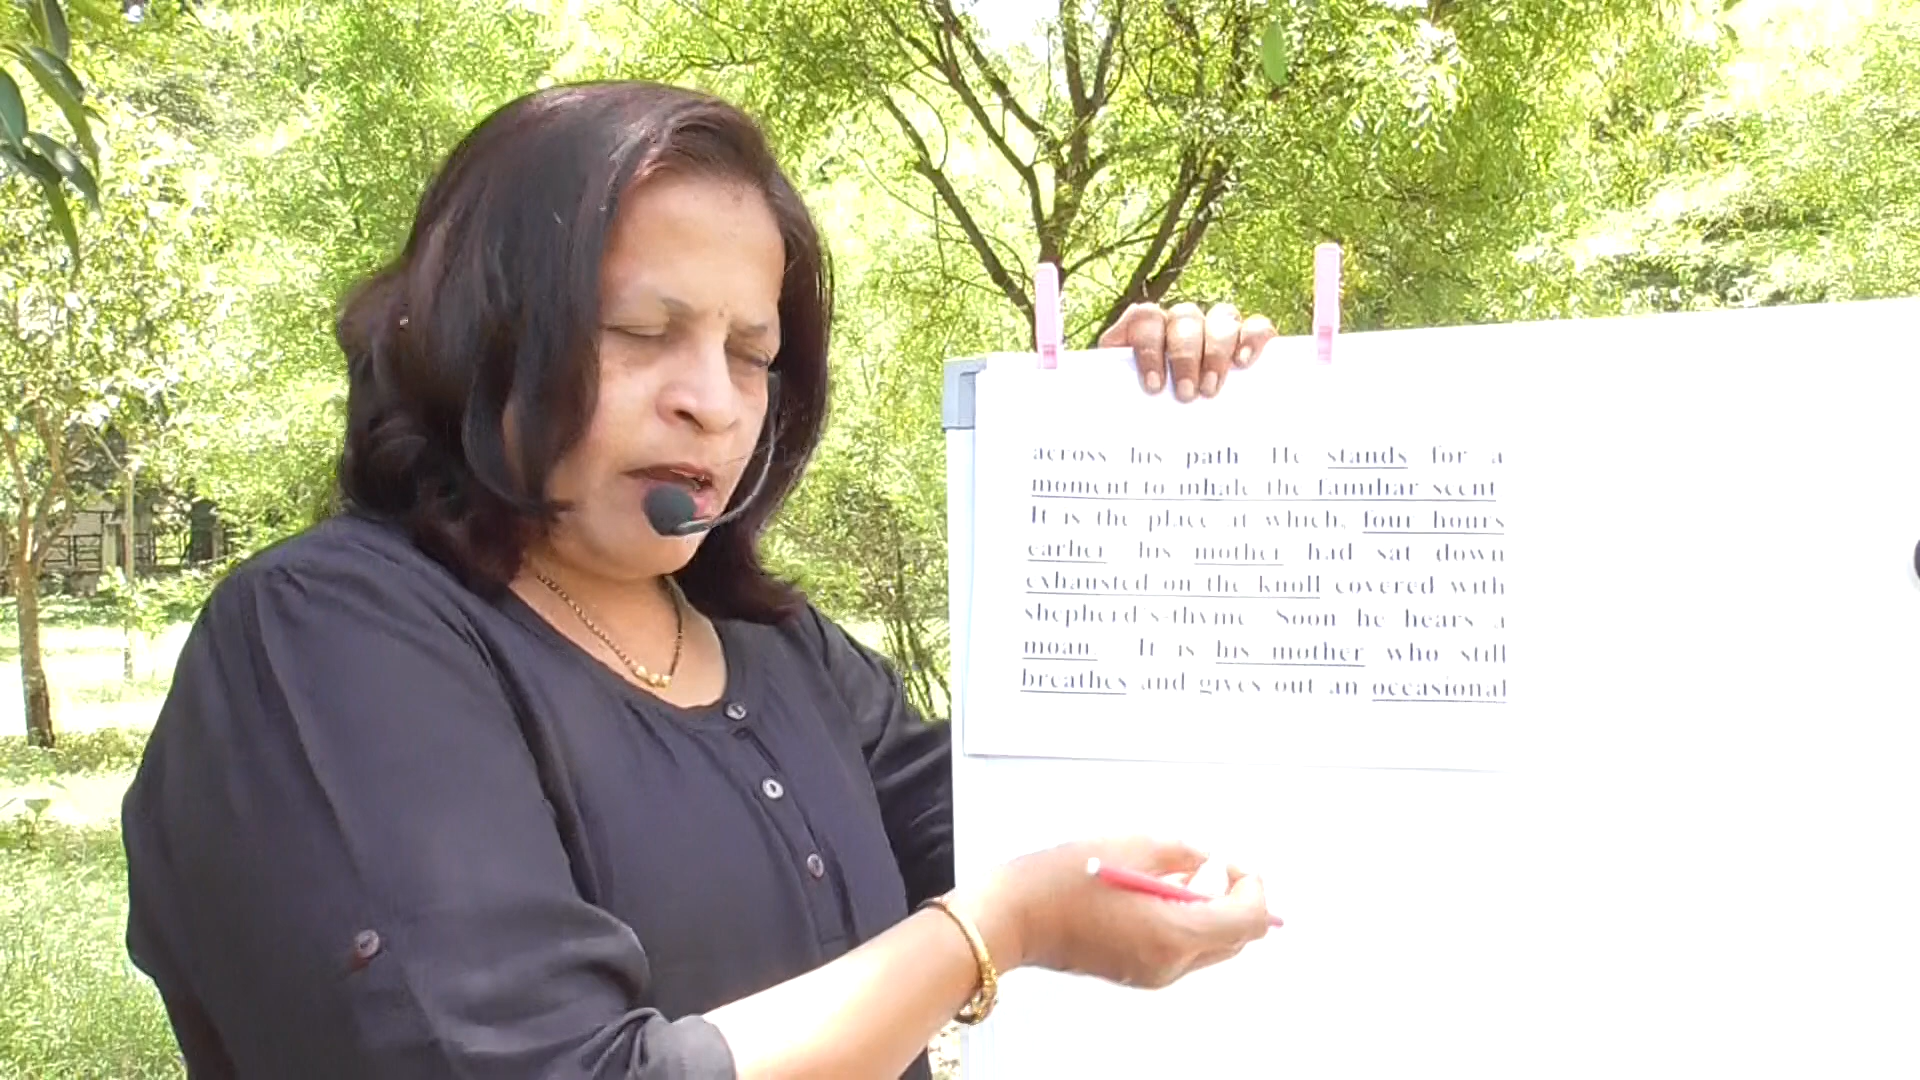 across his path He stands for a
moment to inhale the familiar scent
It is the place at which, four hours
earlier his mother had sat down
exhausted on the knoll covered with
shepherd's-thyme Soon he hears a
moan. It is his mother who still
breathes and gives out an occasional